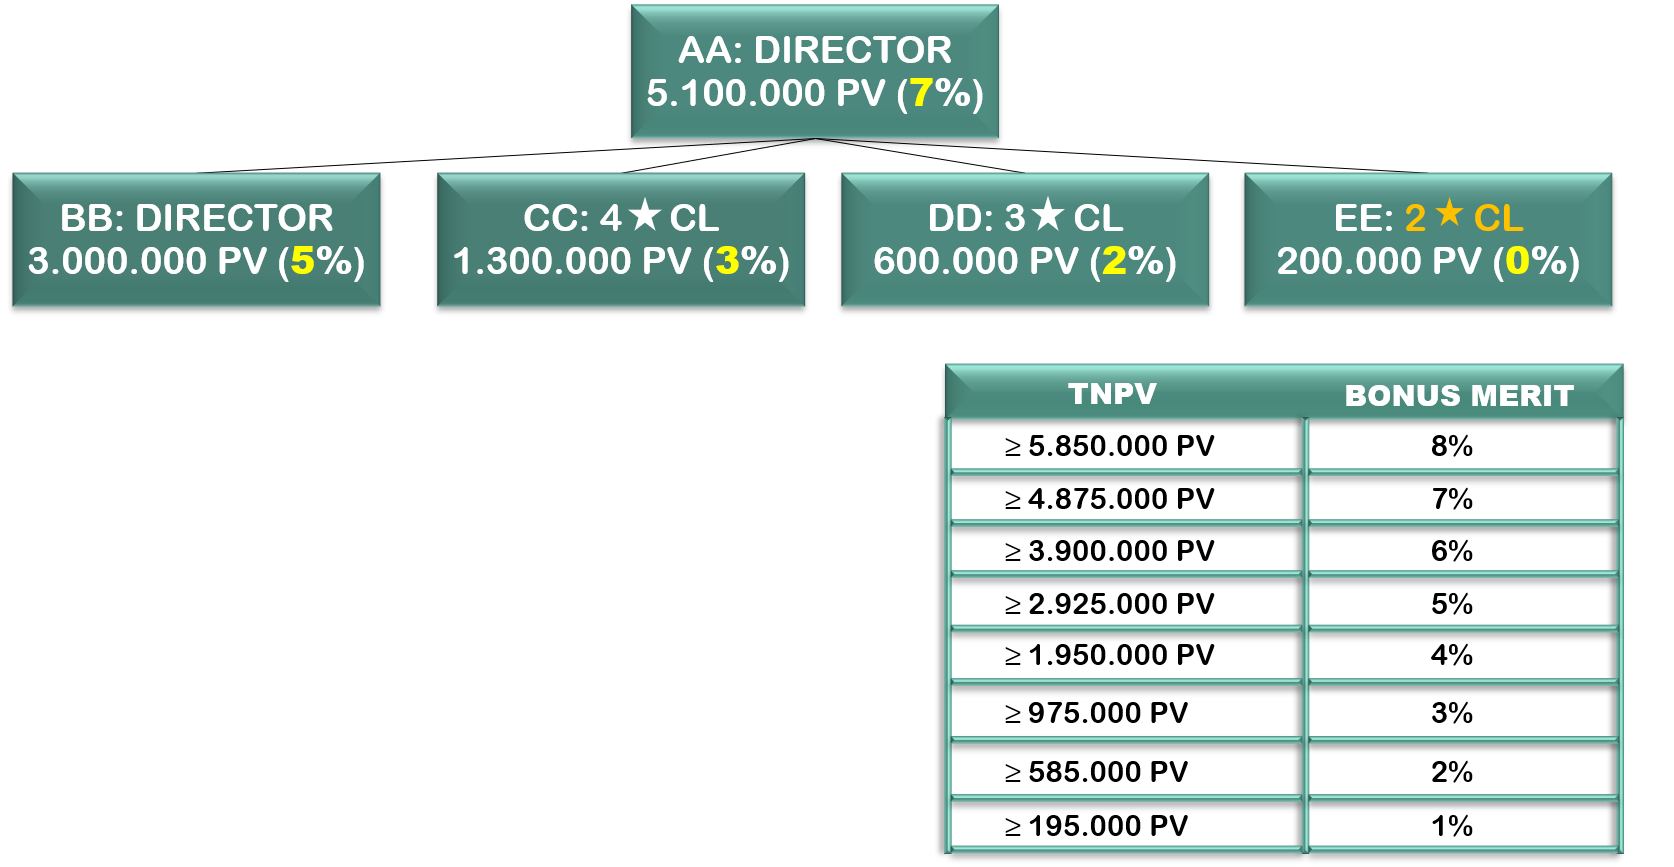 AA: DIRECTOR
5.100.000 PV (7%)
BB: DIRECTOR
3.000.000 PV (5%)
CC: 4 ★ CL
1.300.000 PV (3%)
DD: 3 ★ CL
600.000 PV (2%)
EE: 2 ★ CL
200.000 PV (0%)
TNPV BONUS MERIT
≥ 5.850.000 PV 8%
≥ 4.875.000 PV 7%
≥ 3.900.000 PV 6%
≥ 2.925.000 PV 5%
≥ 1.950.000 PV 4%
≥ 975.000 PV 3%
≥ 585.000 PV 2%
≥ 195.000 PV 1%